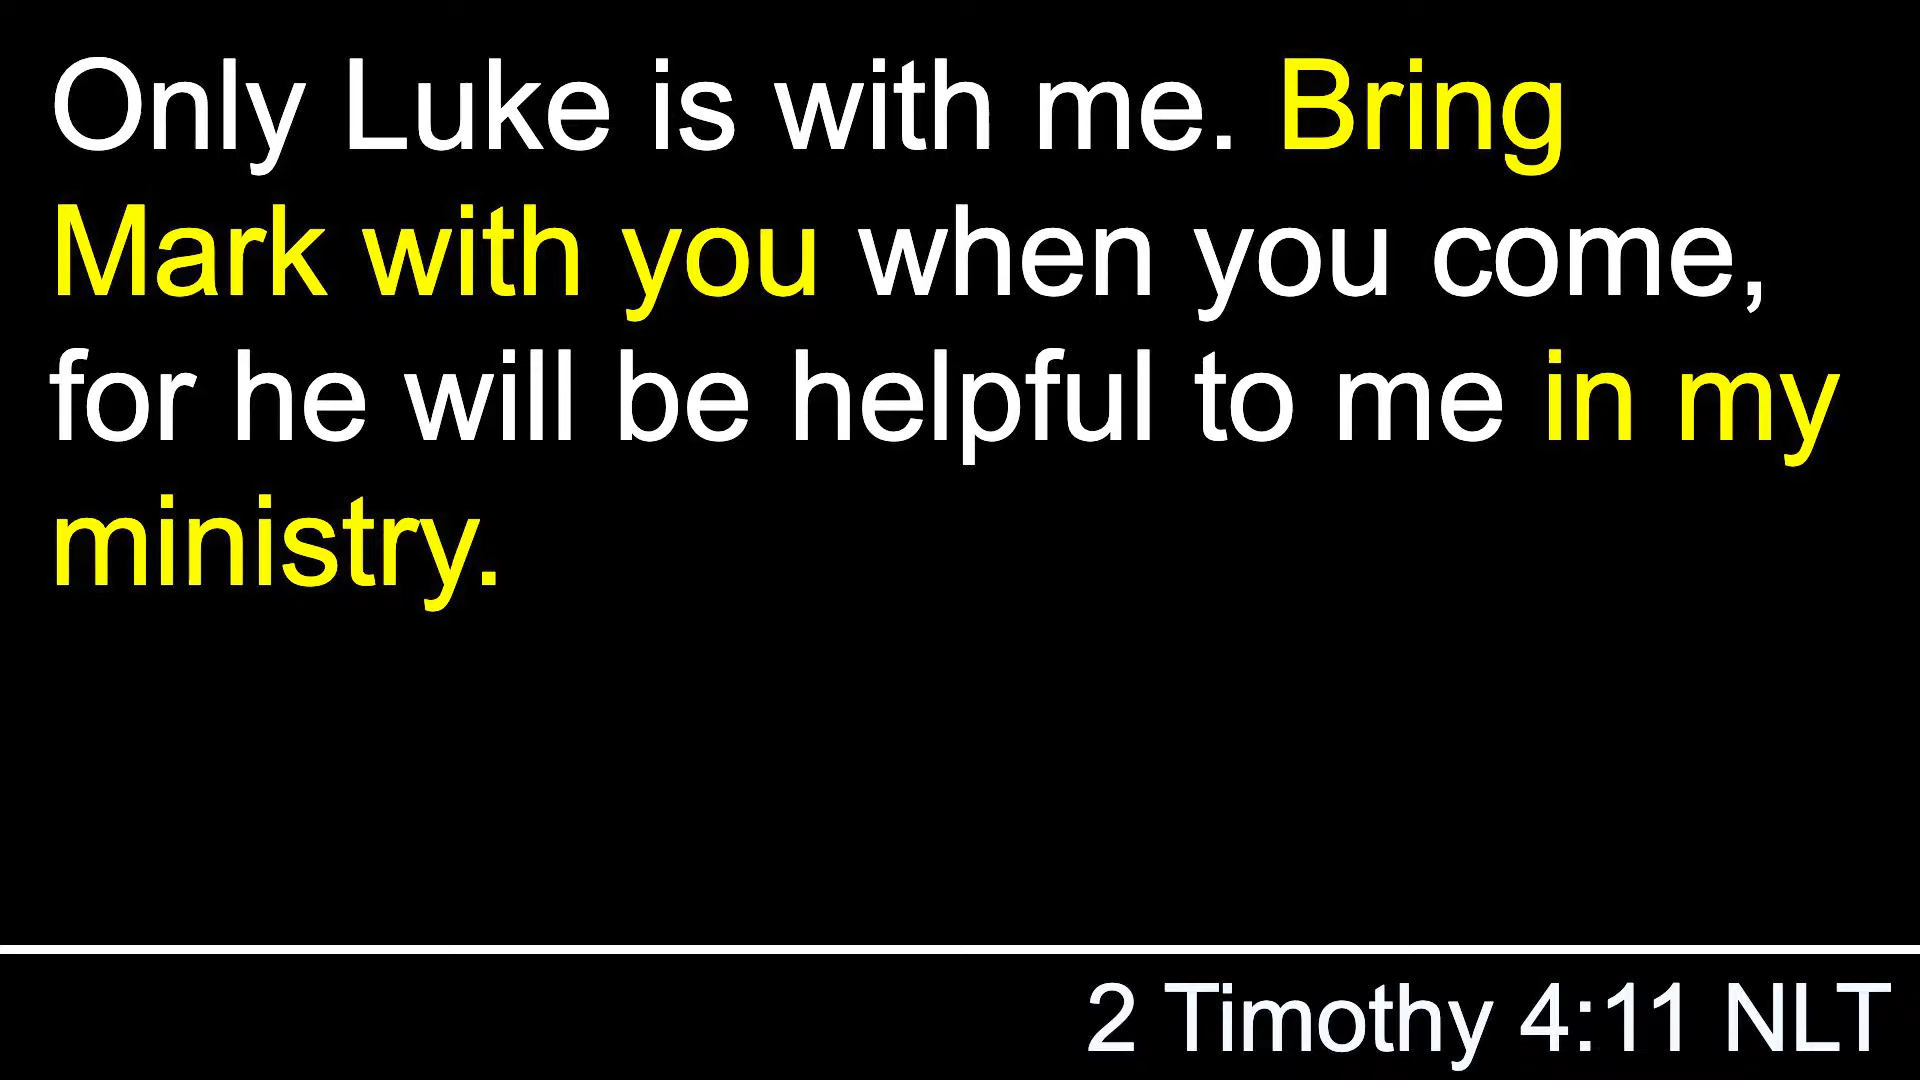 Only Luke is with me. Bring
Mark with you when you come,
for he will be helpful to me in my
ministry.
2 Timothy 4:11 NLT